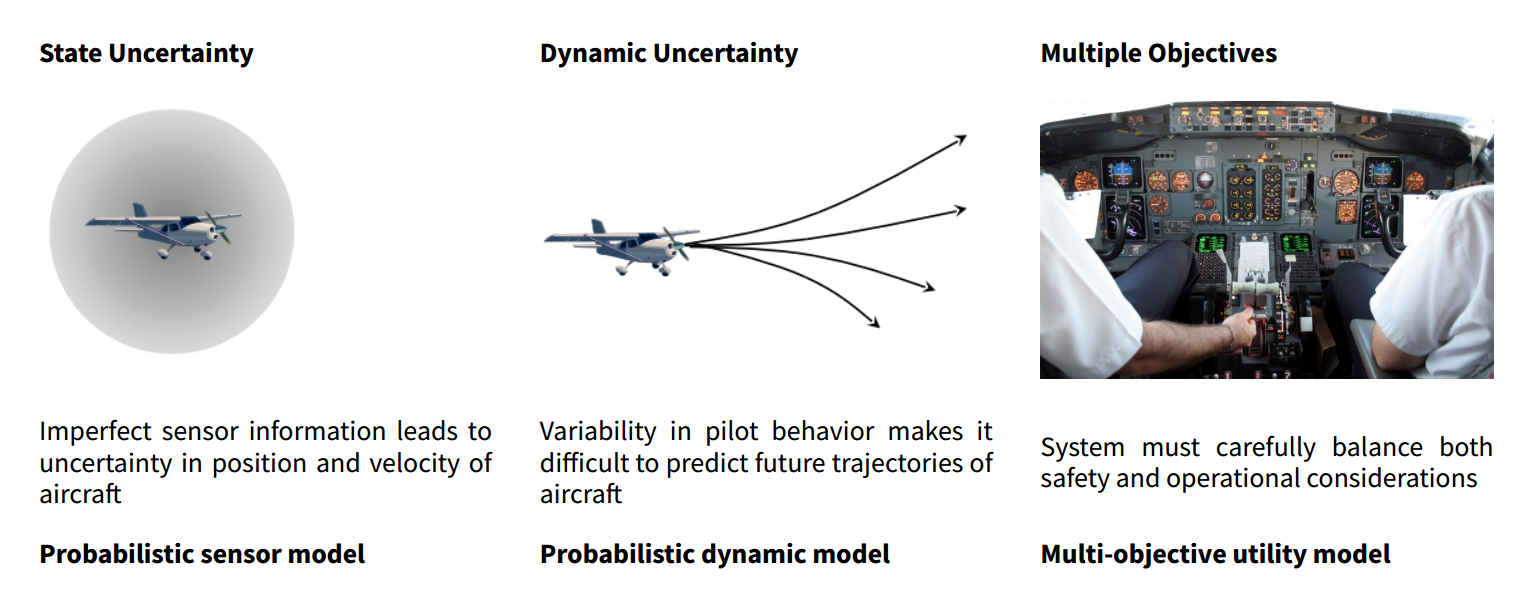 State Uncertainty
Imperfect sensor information leads to
uncertainty in position and velocity of
aircraft
Probabilistic sensor model
Dynamic Uncertainty
Variability in pilot behavior makes it
difficult to predict future trajectories of
aircraft
Probabilistic dynamic model
Multiple Objectives
System must carefully balance both
safety and operational considerations
Multi-objective utility model